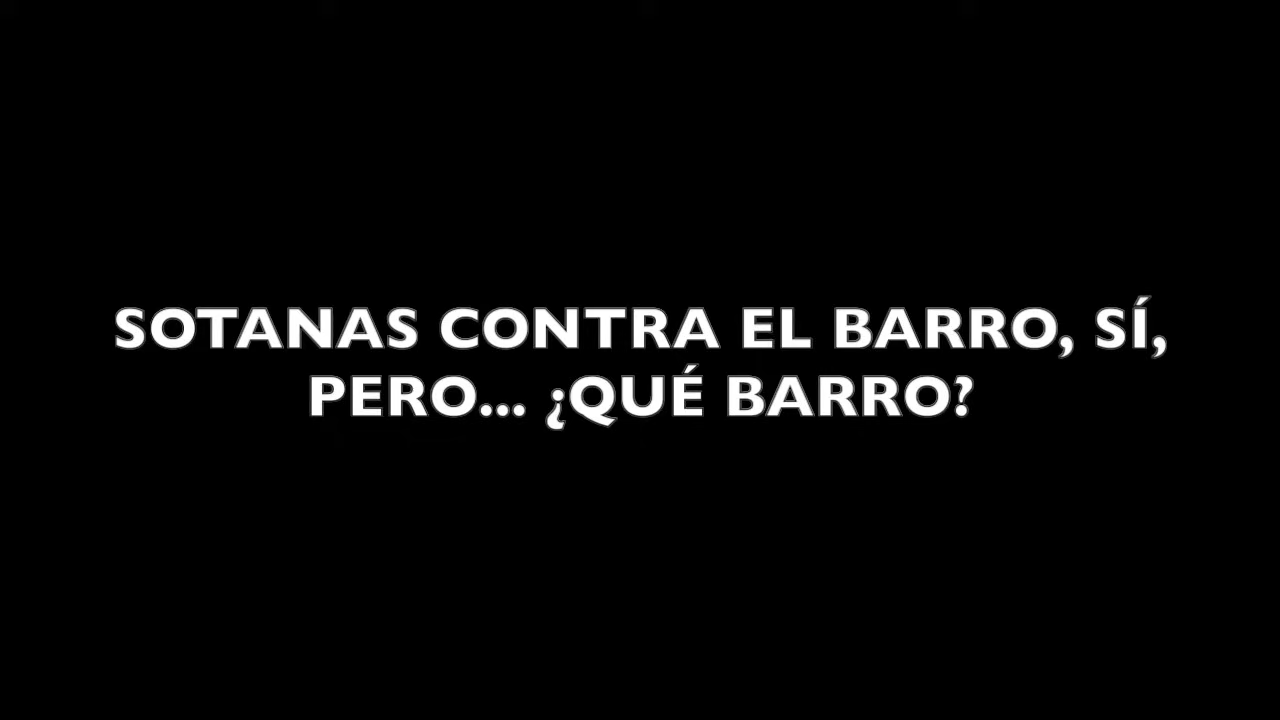 SOTANAS CONTRA EL BARRO, SÍ,
PERO... ¿QUÉ BARRO?